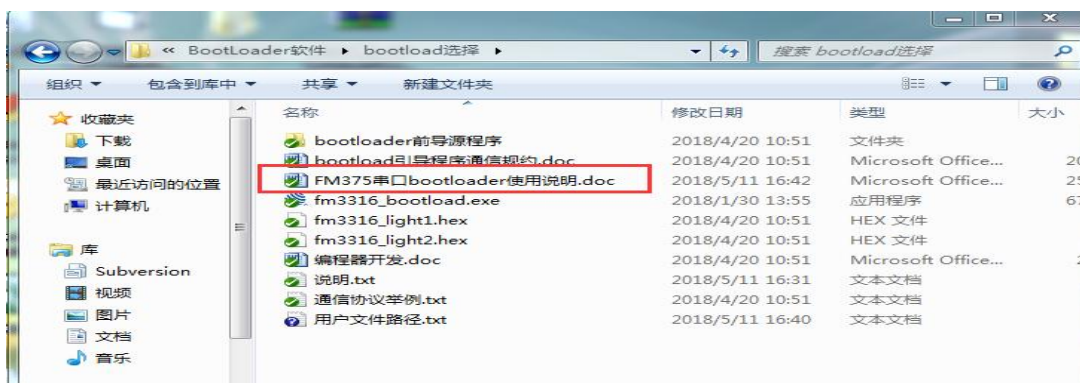 « BootLoader软件 ▸ bootload选择 ▸ 搜索 bootload选择
组织 包含到库中 共享 新建文件夹
名称 修改日期 类型 大小
收藏夹
下载
桌面
最近访问的位置
计算机
库
Subversion
视频
图片
文档
音乐
bootloader前导源程序 2018/4/20 10:51 文件夹
bootload引导程序通信规约.doc 2018/4/20 10:51 Microsoft Office...
FM375串口bootloader使用说明.doc 2018/5/11 16:42 Microsoft Office...
fm3316_bootload.exe 2018/1/30 13:55 应用程序
fm3316_light1.hex 2018/4/20 10:51 HEX 文件
fm3316_light2.hex 2018/4/20 10:51 HEX 文件
编程器开发.doc 2018/4/20 10:51 Microsoft Office...
说明.txt 2018/5/11 16:31 文本文档
通信协议举例.txt 2018/4/20 10:51 文本文档
用户文件路径.txt 2018/5/11 16:40 文本文档